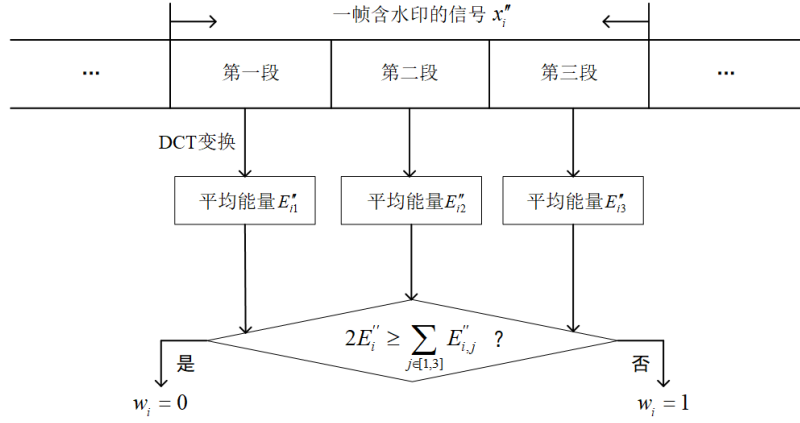 一帧含水印的信号 x″ᵢ
... 第一段 第二段 第三段 ...
DCT变换
平均能量E″ᵢ₁ 平均能量E″ᵢ₂ 平均能量E″ᵢ₃
2E″ᵢ ≥ ∑_{j∈[1,3]} E″ᵢ,ⱼ ?
是 否
wᵢ = 0 wᵢ = 1